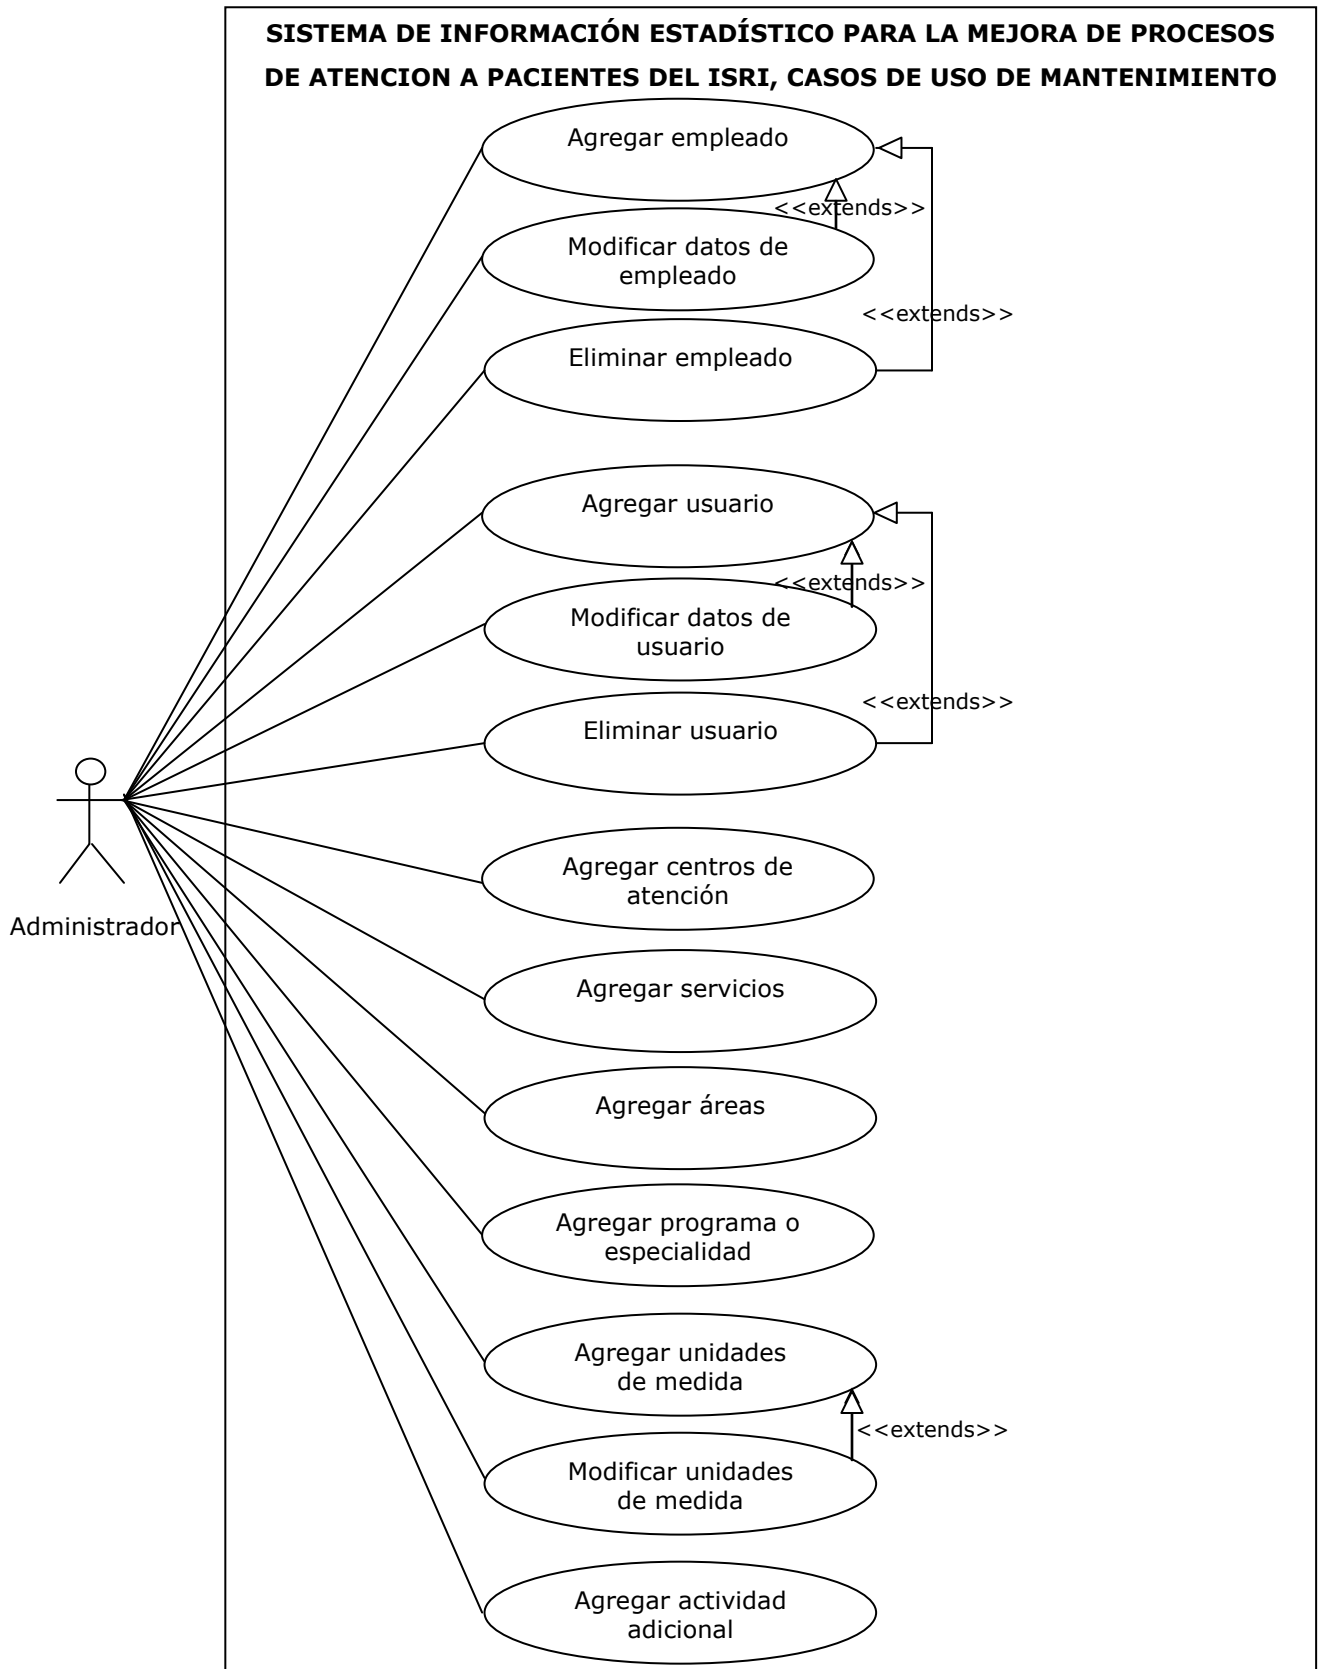 SISTEMA DE INFORMACIÓN ESTADÍSTICO PARA LA MEJORA DE PROCESOS
DE ATENCION A PACIENTES DEL ISRI, CASOS DE USO DE MANTENIMIENTO
Agregar empleado
<<extends>>
Modificar datos de
empleado
<<extends>>
Eliminar empleado
Agregar usuario
<<extends>>
Modificar datos de
usuario
<<extends>>
Eliminar usuario
Agregar centros de
atención
Administrador
Agregar servicios
Agregar áreas
Agregar programa o
especialidad
Agregar unidades
de medida
<<extends>>
Modificar unidades
de medida
Agregar actividad
adicional